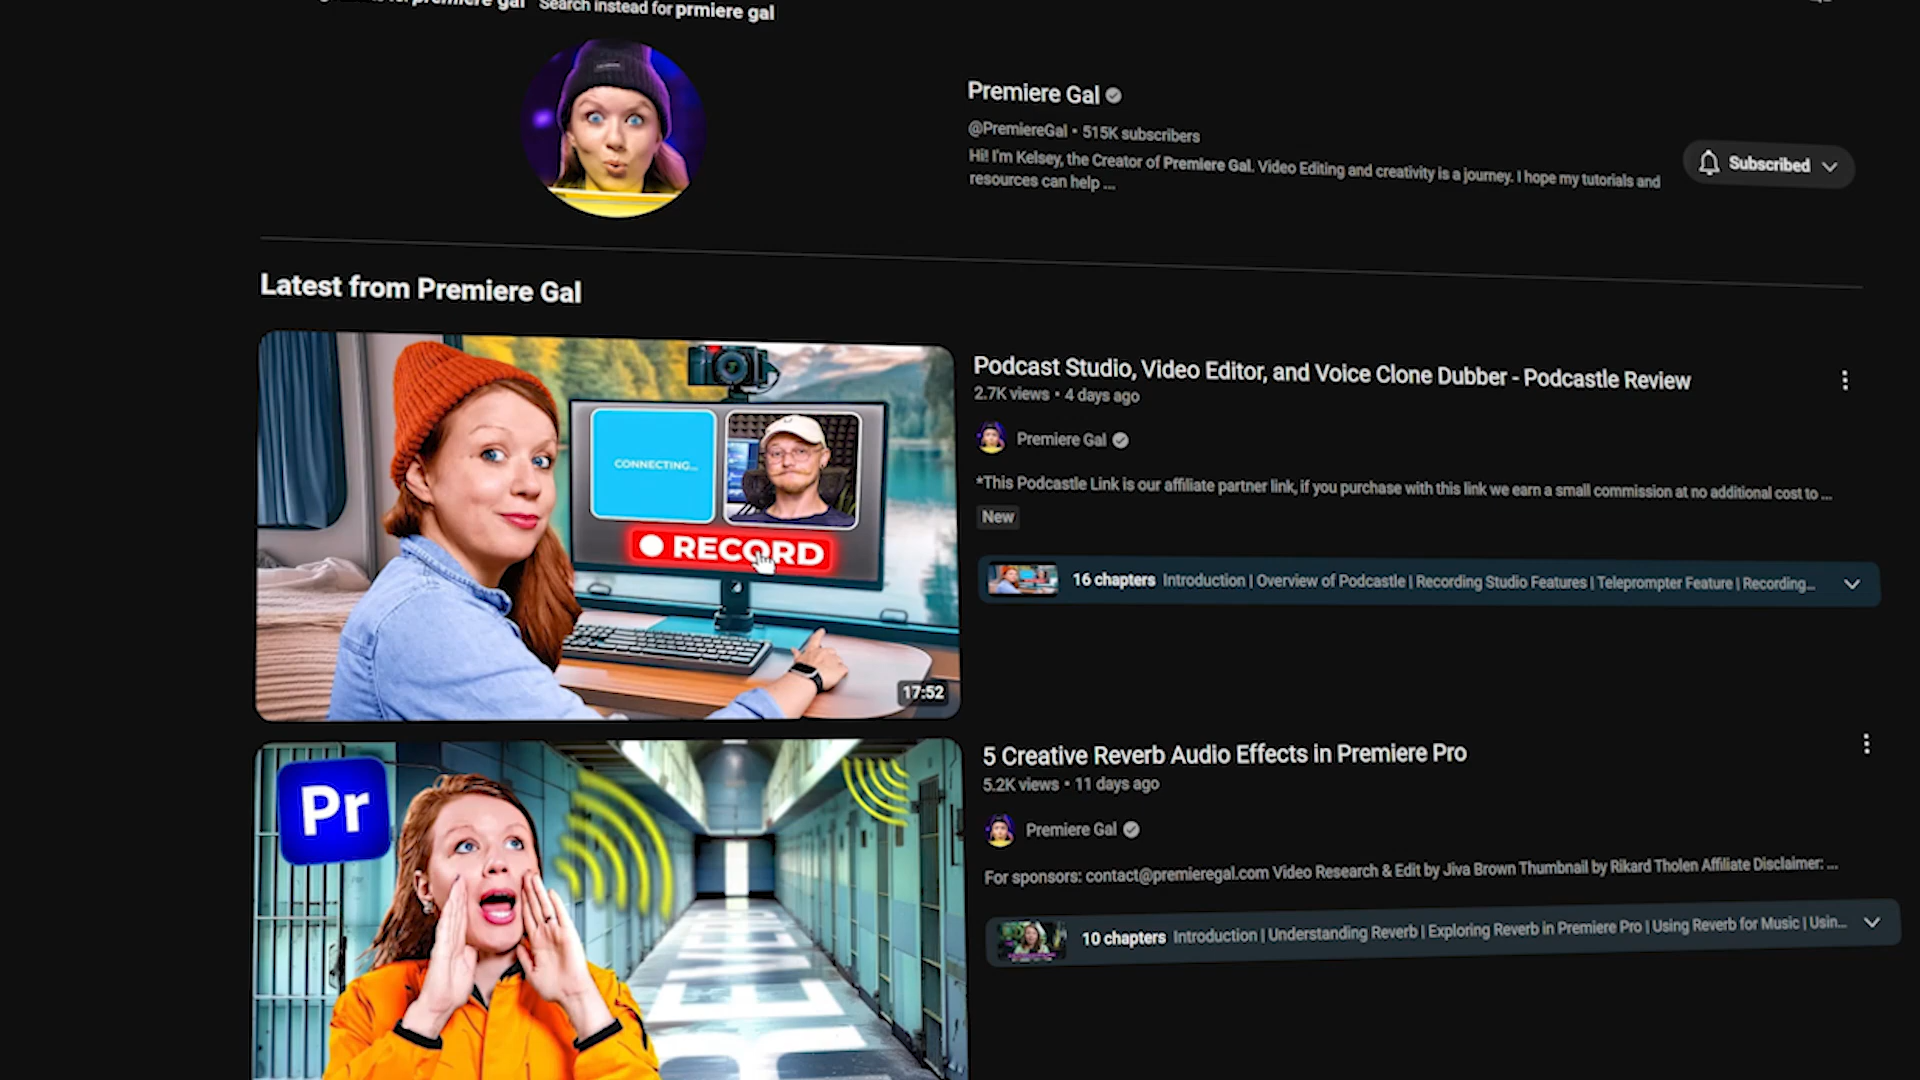 premiere gal Search instead for prmiere gal
Premiere Gal
@PremiereGal • 515K subscribers
Hi! I'm Kelsey, the Creator of Premiere Gal. Video Editing and creativity is a journey. I hope my tutorials and
resources can help ...
Subscribed
Latest from Premiere Gal
CONNECTING...
RECORD
17:52
Podcast Studio, Video Editor, and Voice Clone Dubber - Podcastle Review
2.7K views • 4 days ago
Premiere Gal
*This Podcastle Link is our affiliate partner link, if you purchase with this link we earn a small commission at no additional cost to ...
New
16 chapters Introduction | Overview of Podcastle | Recording Studio Features | Teleprompter Feature | Recording...
Pr
5 Creative Reverb Audio Effects in Premiere Pro
5.2K views • 11 days ago
Premiere Gal
For sponsors: contact@premieregal.com Video Research & Edit by Jiva Brown Thumbnail by Rikard Tholen Affiliate Disclaimer: ...
10 chapters Introduction | Understanding Reverb | Exploring Reverb in Premiere Pro | Using Reverb for Music | Usin...